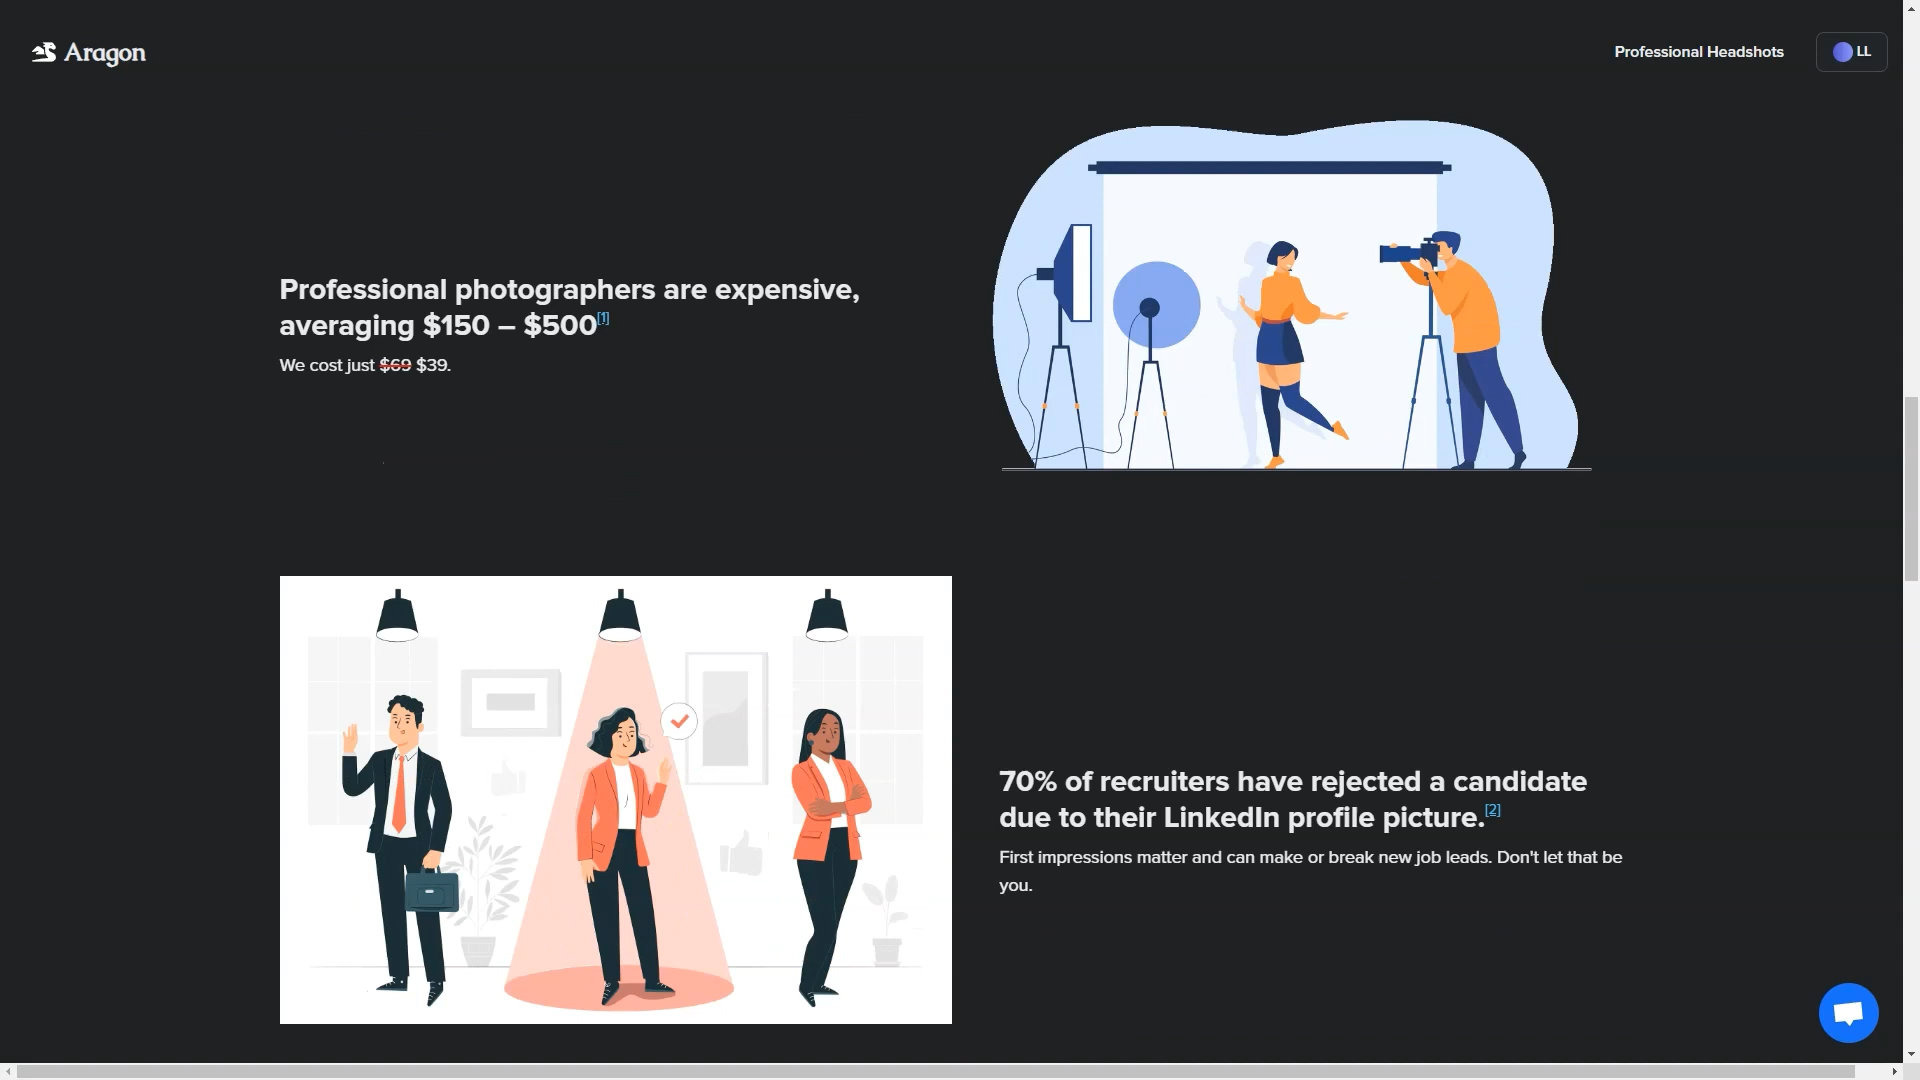 Aragon
Professional Headshots
LL
Professional photographers are expensive,
averaging $150 – $500[1]
We cost just $69 $39.
70% of recruiters have rejected a candidate
due to their LinkedIn profile picture.[2]
First impressions matter and can make or break new job leads. Don't let that be
you.